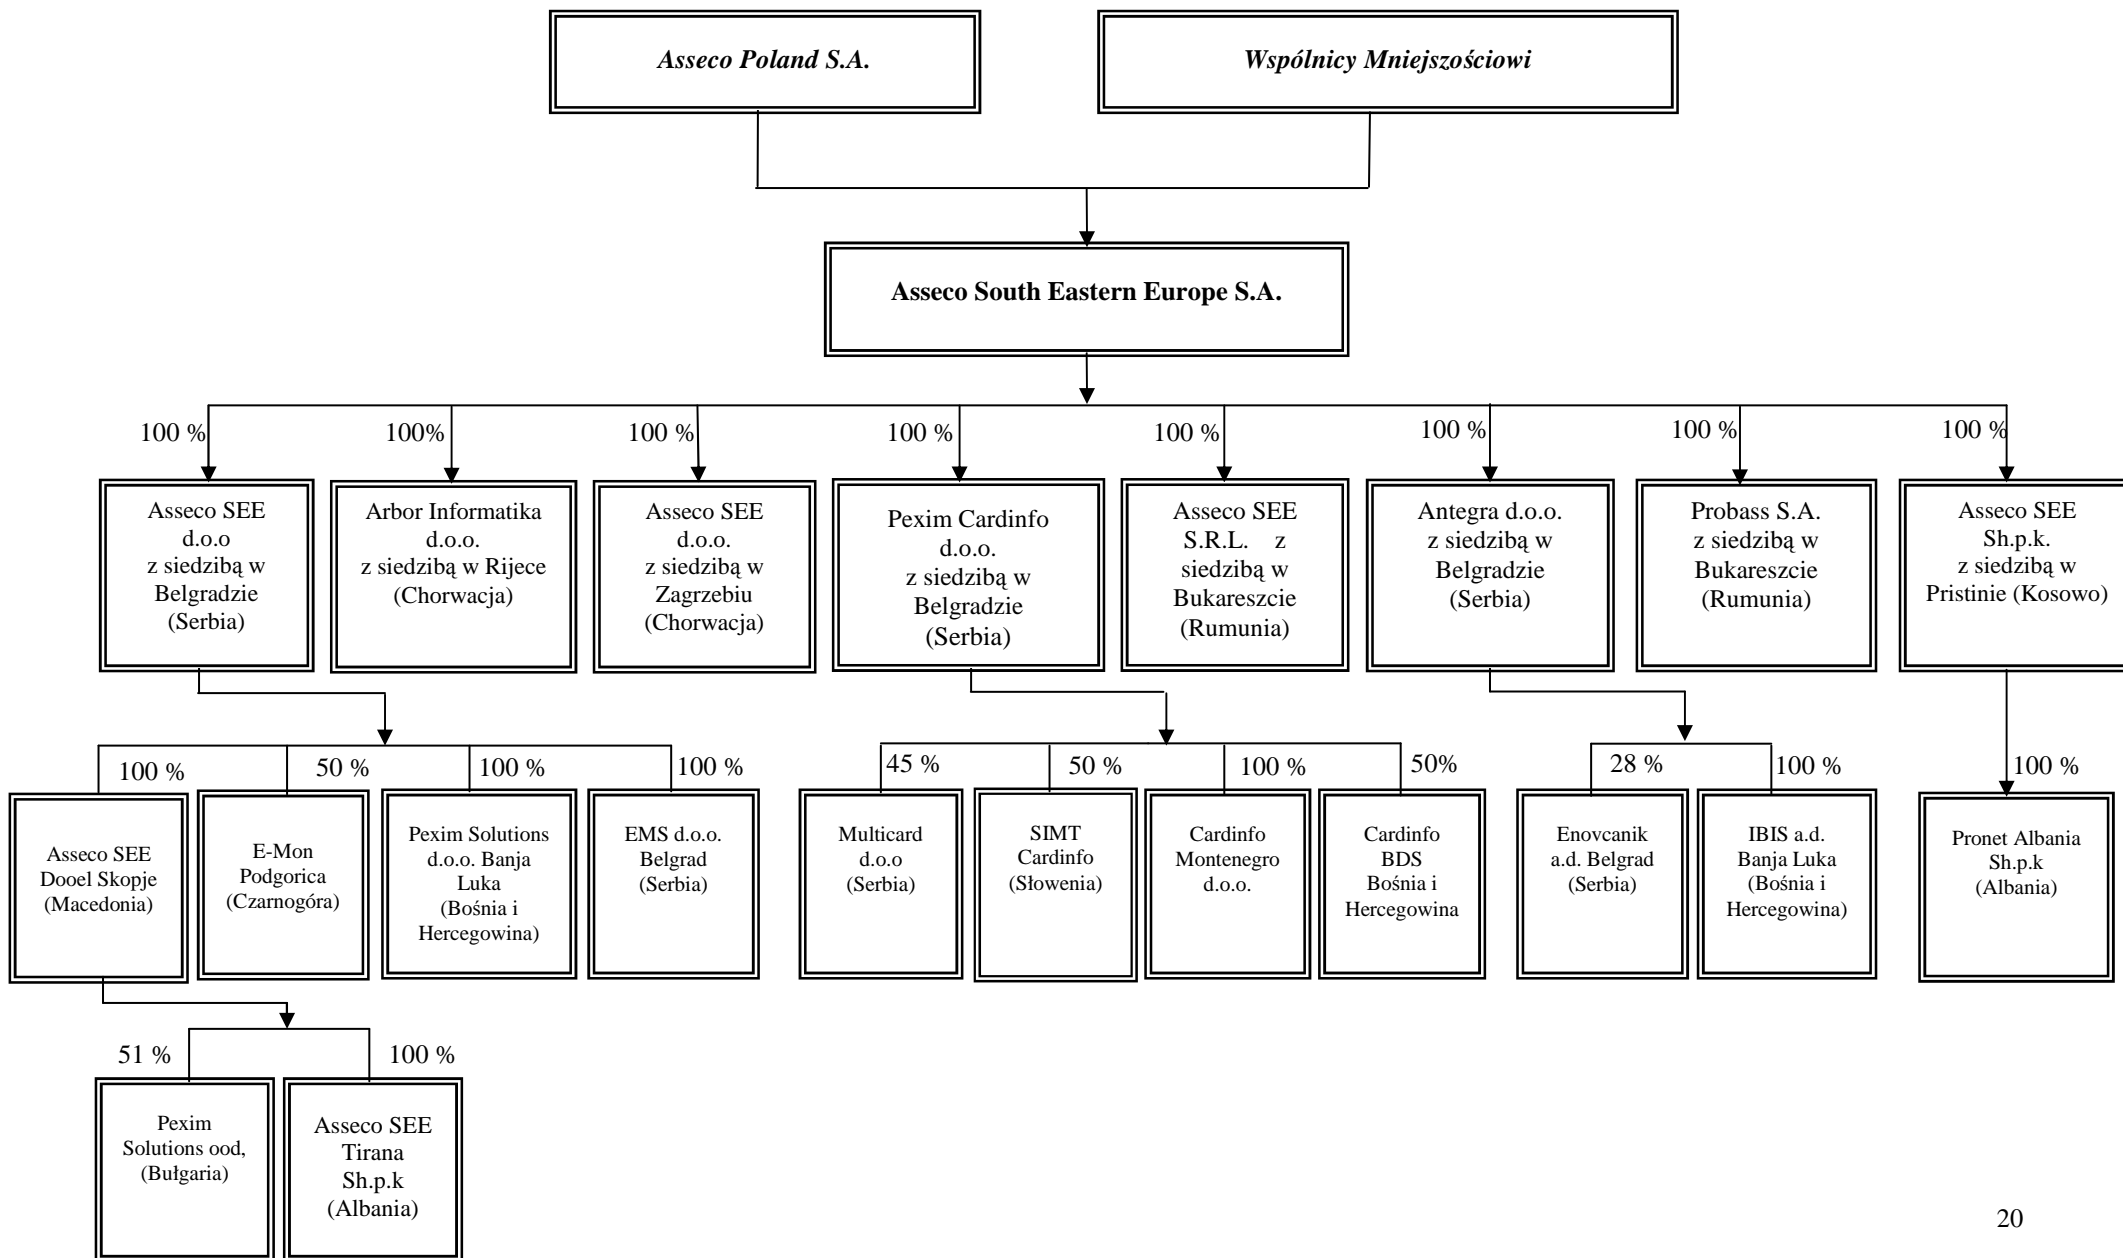 Asseco Poland S.A.
Wspólnicy Mniejszościowi
Asseco South Eastern Europe S.A.
100 %
100%
100 %
100 %
100 %
100 %
100 %
100 %
Asseco SEE
d.o.o
z siedzibą w
Belgradzie
(Serbia)
Arbor Informatika
d.o.o.
z siedzibą w Rijece
(Chorwacja)
Asseco SEE
d.o.o.
z siedzibą w
Zagrzebiu
(Chorwacja)
Pexim Cardinfo
d.o.o.
z siedzibą w
Belgradzie
(Serbia)
Asseco SEE
S.R.L. z
siedzibą w
Bukareszcie
(Rumunia)
Antegra d.o.o.
z siedzibą w
Belgradzie
(Serbia)
Probass S.A.
z siedzibą w
Bukareszcie
(Rumunia)
Asseco SEE
Sh.p.k.
z siedzibą w
Pristinie (Kosowo)
100 %
50 %
100 %
100 %
45 %
50 %
100 %
50%
28 %
100 %
100 %
Asseco SEE
Dooel Skopje
(Macedonia)
E-Mon
Podgorica
(Czarnogóra)
Pexim Solutions
d.o.o. Banja
Luka
(Bośnia i
Hercegowina)
EMS d.o.o.
Belgrad
(Serbia)
Multicard
d.o.o
(Serbia)
SIMT
Cardinfo
(Słowenia)
Cardinfo
Montenegro
d.o.o.
Cardinfo
BDS
Bośnia i
Hercegowina
Enovcanik
a.d. Belgrad
(Serbia)
IBIS a.d.
Banja Luka
(Bośnia i
Hercegowina)
Pronet Albania
Sh.p.k
(Albania)
51 %
100 %
Pexim
Solutions ood,
(Bułgaria)
Asseco SEE
Tirana
Sh.p.k
(Albania)
20